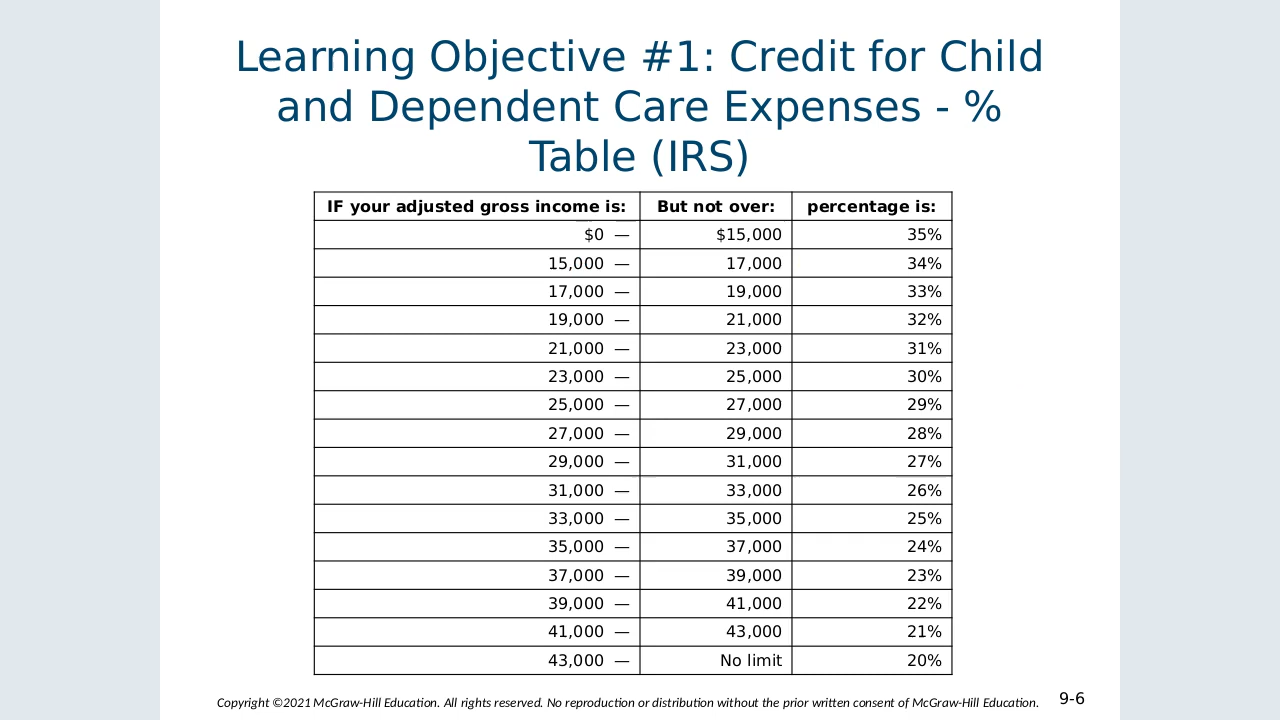 Learning Objective #1: Credit for Child
and Dependent Care Expenses - %
Table (IRS)
IF your adjusted gross income is: But not over: percentage is:
$0 — $15,000 35%
15,000 — 17,000 34%
17,000 — 19,000 33%
19,000 — 21,000 32%
21,000 — 23,000 31%
23,000 — 25,000 30%
25,000 — 27,000 29%
27,000 — 29,000 28%
29,000 — 31,000 27%
31,000 — 33,000 26%
33,000 — 35,000 25%
35,000 — 37,000 24%
37,000 — 39,000 23%
39,000 — 41,000 22%
41,000 — 43,000 21%
43,000 — No limit 20%
Copyright ©2021 McGraw-Hill Education. All rights reserved. No reproduction or distribution without the prior written consent of McGraw-Hill Education. 9-6